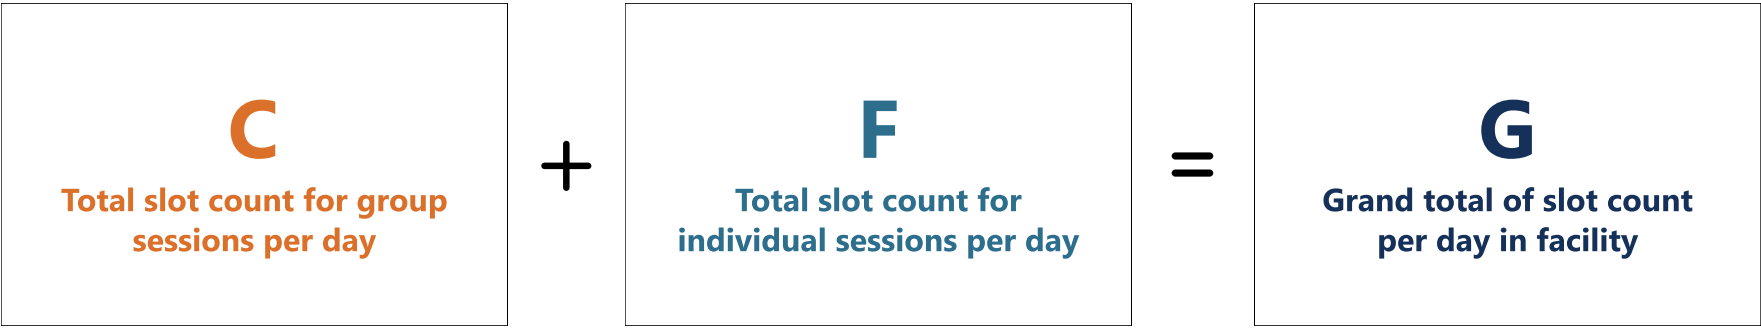 C
Total slot count for group
sessions per day
+
F
Total slot count for
individual sessions per day
=
G
Grand total of slot count
per day in facility